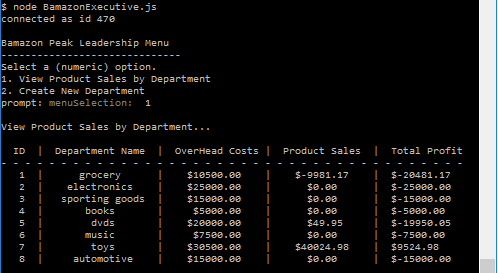 $ node BamazonExecutive.js
connected as id 470
Bamazon Peak Leadership Menu
-------------------------------
Select a (numeric) option.
1. View Product Sales by Department
2. Create New Department
prompt: menuSelection:  1
View Product Sales by Department...
ID | Department Name | OverHead Costs | Product Sales | Total Profit
- - - - - - - - - - - - - - - - - - - - - - - - - - - - - - - - - - - - -
1 | grocery | $10500.00 | $-9981.17 | $-20481.17
2 | electronics | $25000.00 | $0.00 | $-25000.00
3 | sporting goods | $15000.00 | $0.00 | $-15000.00
4 | books | $5000.00 | $0.00 | $-5000.00
5 | dvds | $20000.00 | $49.95 | $-19950.05
6 | music | $7500.00 | $0.00 | $-7500.00
7 | toys | $30500.00 | $40024.98 | $9524.98
8 | automotive | $15000.00 | $0.00 | $-15000.00